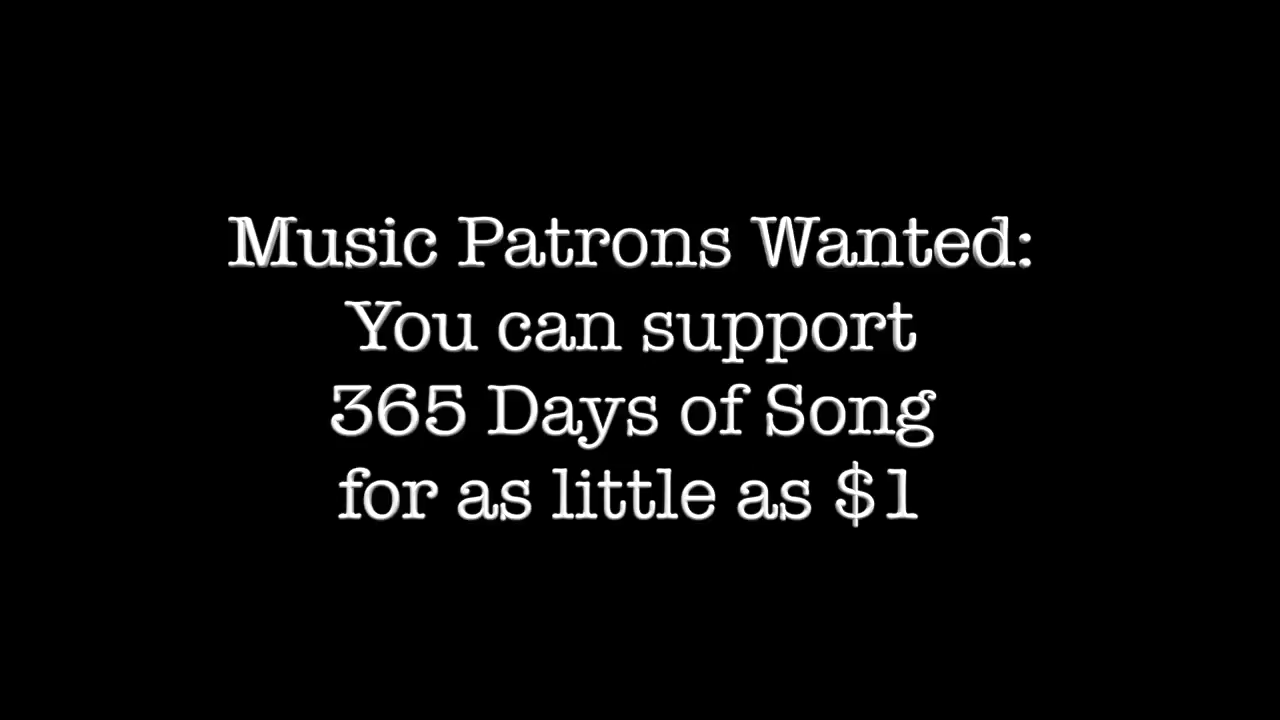 Music Patrons Wanted:
You can support
365 Days of Song
for as little as $1